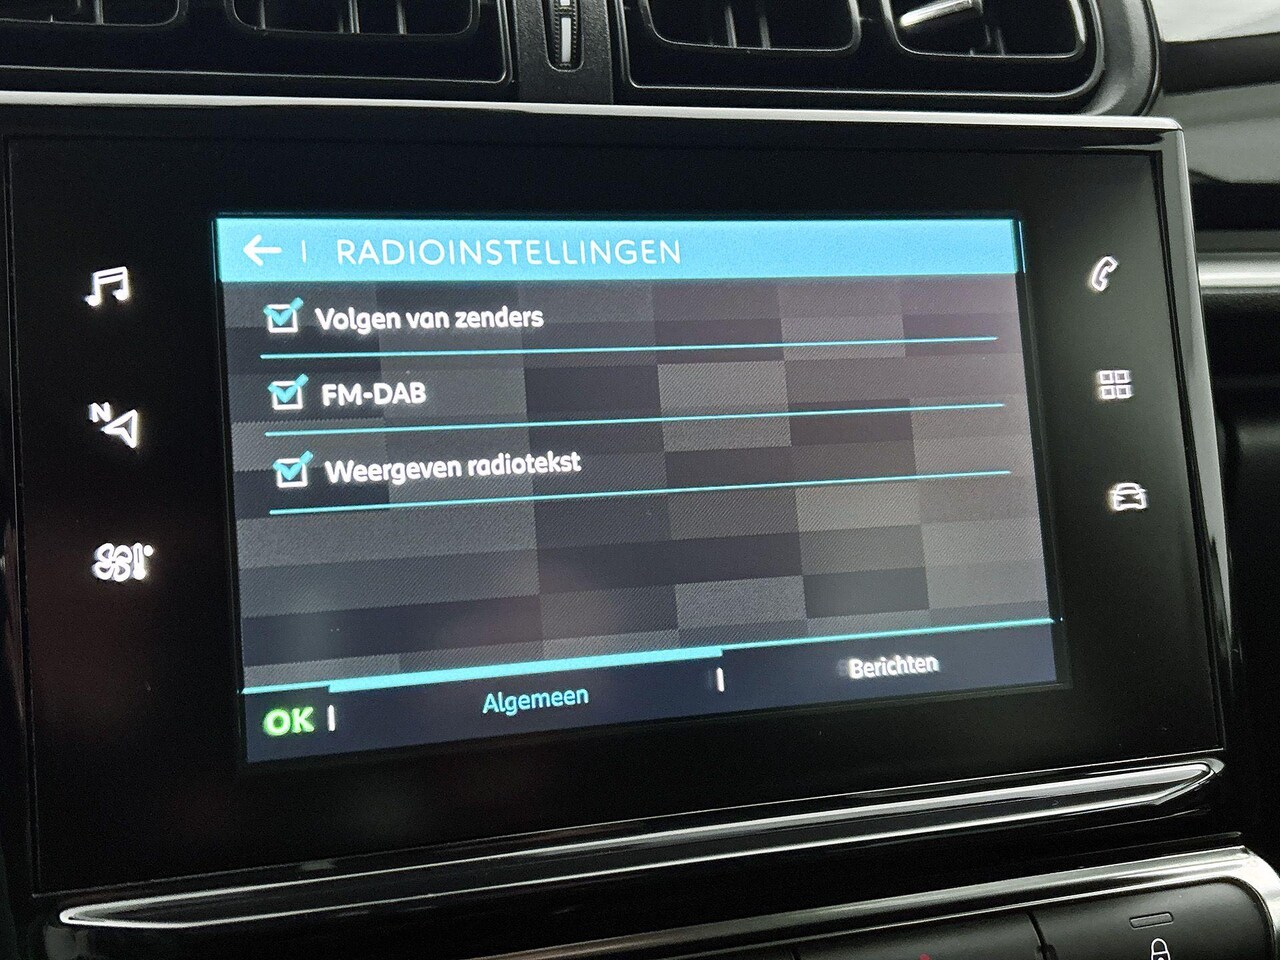 RADIOINSTELLINGEN
Volgen van zenders
FM-DAB
Weergeven radiotekst
OK
Algemeen
Berichten
N